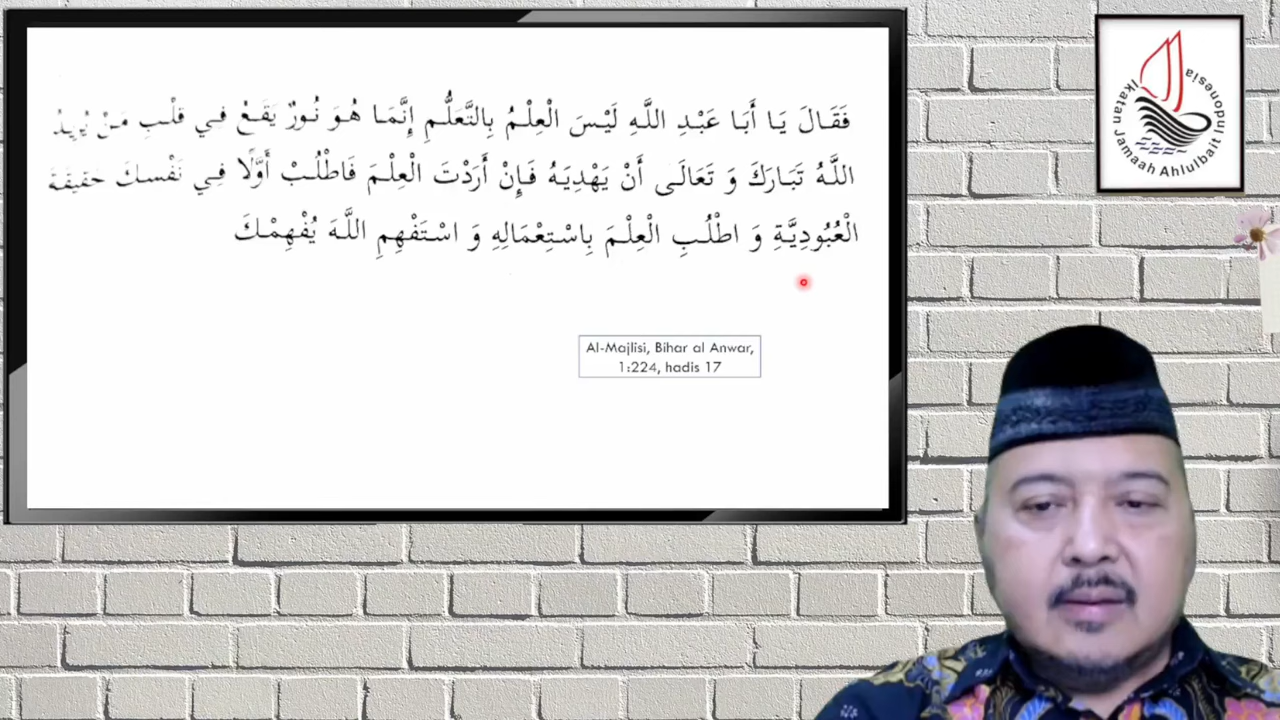 فَقَالَ يَا أَبَا عَبْدِ اللَّهِ لَيْسَ الْعِلْمُ بِالتَّعَلُّمِ إِنَّمَا هُوَ نُورٌ يَقَعُ فِي قَلْبِ مَنْ يُرِيدُ
اللَّهُ تَبَارَكَ وَ تَعَالَى أَنْ يَهْدِيَهُ فَإِنْ أَرَدْتَ الْعِلْمَ فَاطْلُبْ أَوَّلًا فِي نَفْسِكَ حَقِيقَةَ
الْعُبُودِيَّةِ وَ اطْلُبِ الْعِلْمَ بِاسْتِعْمَالِهِ وَ اسْتَفْهِمِ اللَّهَ يُفْهِمْكَ
Al-Majlisi, Bihar al Anwar,
1:224, hadis 17
Ikatan Jamaah Ahlulbait Indonesia